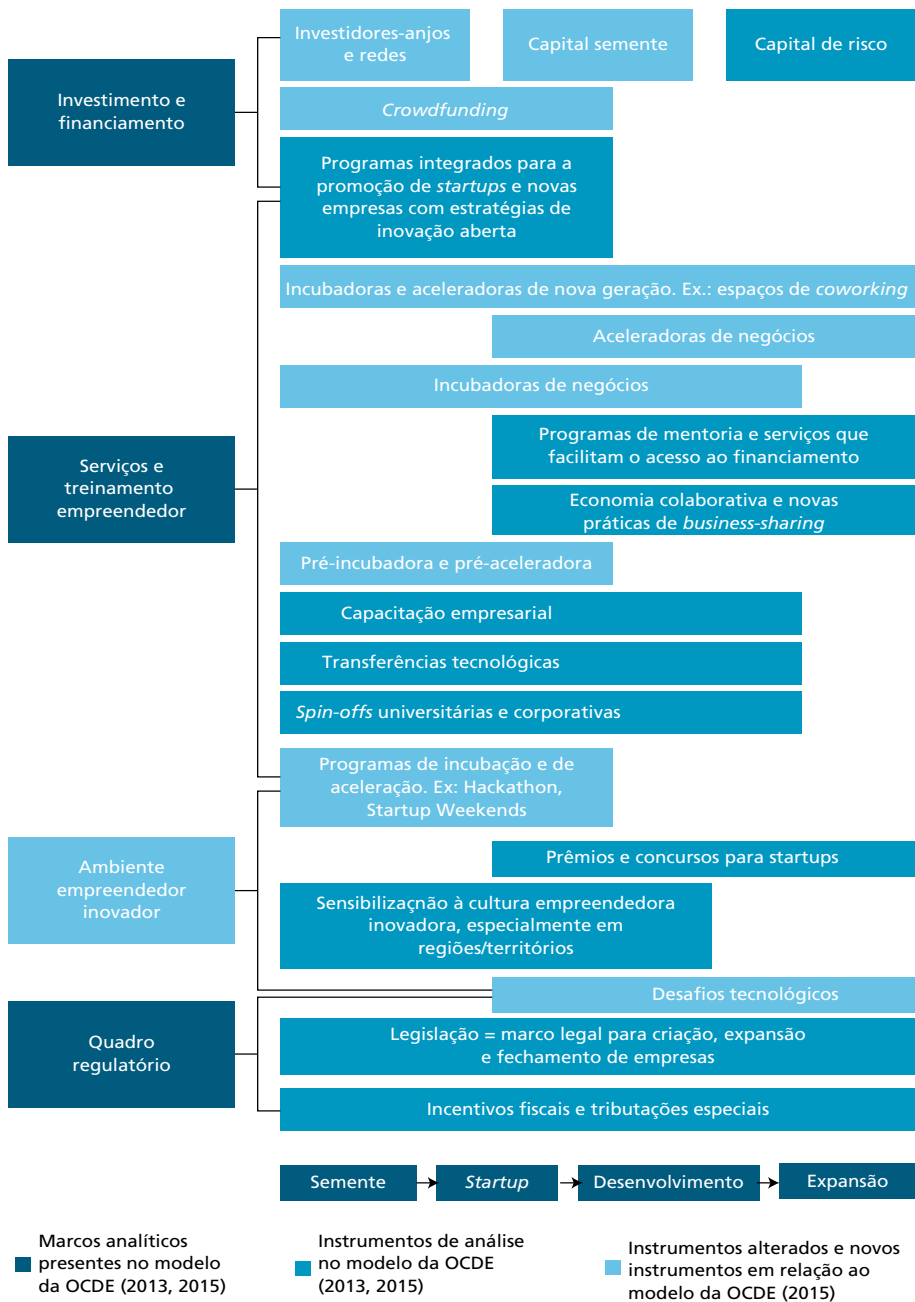 Investidores-anjos
e redes
Capital semente
Capital de risco
Investimento e
financiamento
Crowdfunding
Programas integrados para a
promoção de startups e novas
empresas com estratégias de
inovação aberta
Incubadoras e aceleradoras de nova geração. Ex.: espaços de coworking
Aceleradoras de negócios
Incubadoras de negócios
Programas de mentoria e serviços que
facilitam o acesso ao financiamento
Serviços e
treinamento
empreendedor
Economia colaborativa e novas
práticas de business-sharing
Pré-incubadora e pré-aceleradora
Capacitação empresarial
Transferências tecnológicas
Spin-offs universitárias e corporativas
Programas de incubação e de
aceleração. Ex: Hackathon,
Startup Weekends
Ambiente
empreendedor
inovador
Prêmios e concursos para startups
Sensibilizaçnão à cultura empreendedora
inovadora, especialmente em
regiões/territórios
Desafios tecnológicos
Quadro
regulatório
Legislação = marco legal para criação, expansão
e fechamento de empresas
Incentivos fiscais e tributações especiais
Semente
Startup
Desenvolvimento
Expansão
Marcos analíticos
presentes no modelo
da OCDE (2013, 2015)
Instrumentos de análise
no modelo da OCDE
(2013, 2015)
Instrumentos alterados e novos
instrumentos em relação ao
modelo da OCDE (2015)